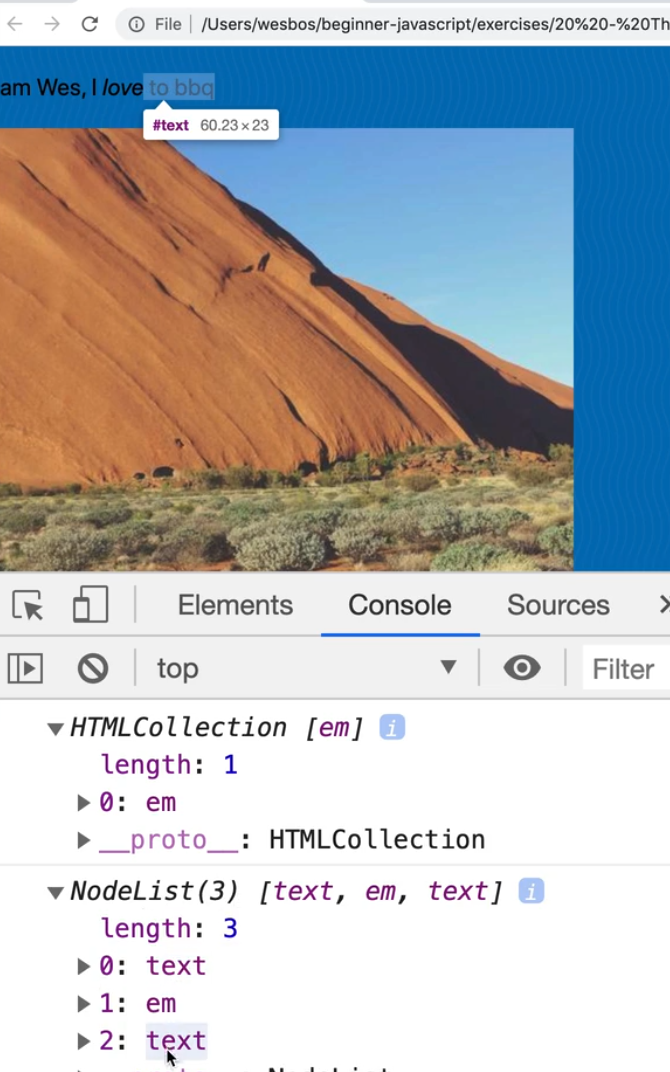 File | /Users/wesbos/beginner-javascript/exercises/20%20-%20Th
am Wes, I love to bbq
#text 60.23 × 23
Elements Console Sources
top Filter
HTMLCollection [em] i
length: 1
0: em
__proto__: HTMLCollection
NodeList(3) [text, em, text] i
length: 3
0: text
1: em
2: text